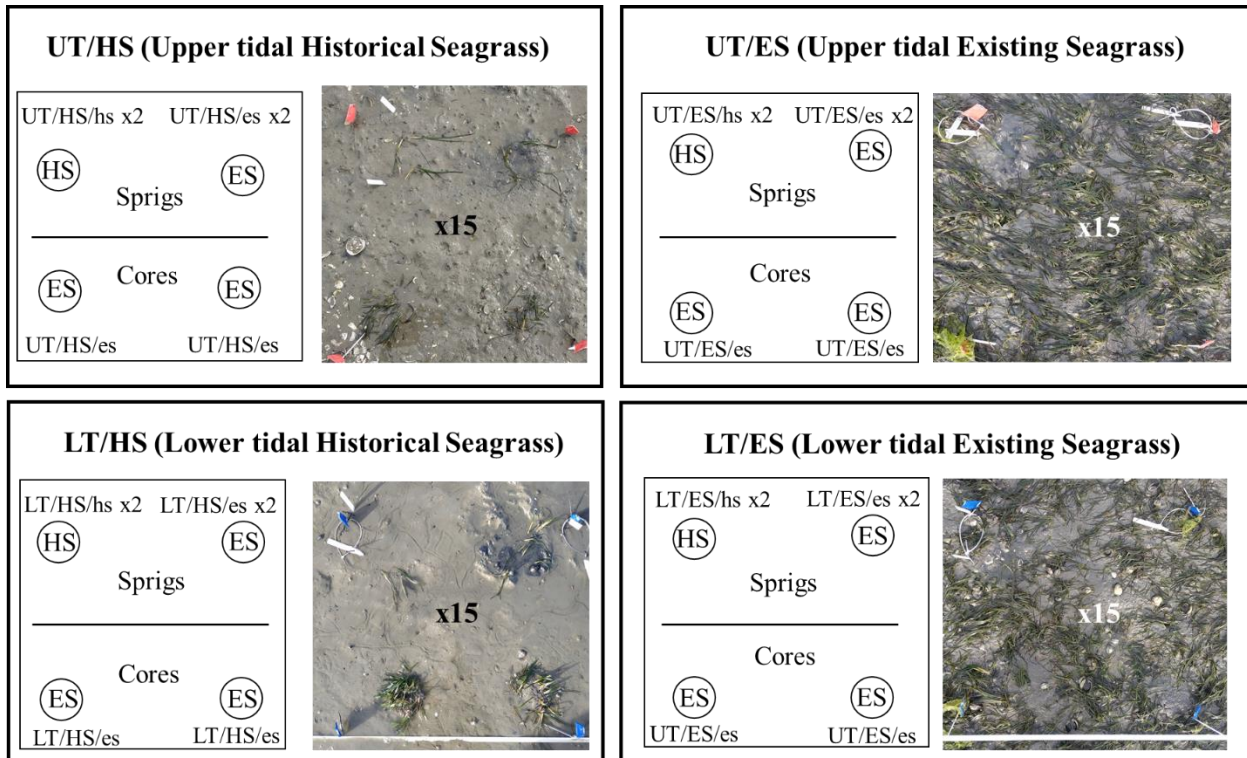 UT/HS (Upper tidal Historical Seagrass)
UT/HS/hs x2 UT/HS/es x2
HS ES
Sprigs
Cores
ES ES
UT/HS/es UT/HS/es
x15
UT/ES (Upper tidal Existing Seagrass)
UT/ES/hs x2 UT/ES/es x2
HS ES
Sprigs
Cores
ES ES
UT/ES/es UT/ES/es
x15
LT/HS (Lower tidal Historical Seagrass)
LT/HS/hs x2 LT/HS/es x2
HS ES
Sprigs
Cores
ES ES
LT/HS/es LT/HS/es
x15
LT/ES (Lower tidal Existing Seagrass)
LT/ES/hs x2 LT/ES/es x2
HS ES
Sprigs
Cores
ES ES
UT/ES/es UT/ES/es
x15